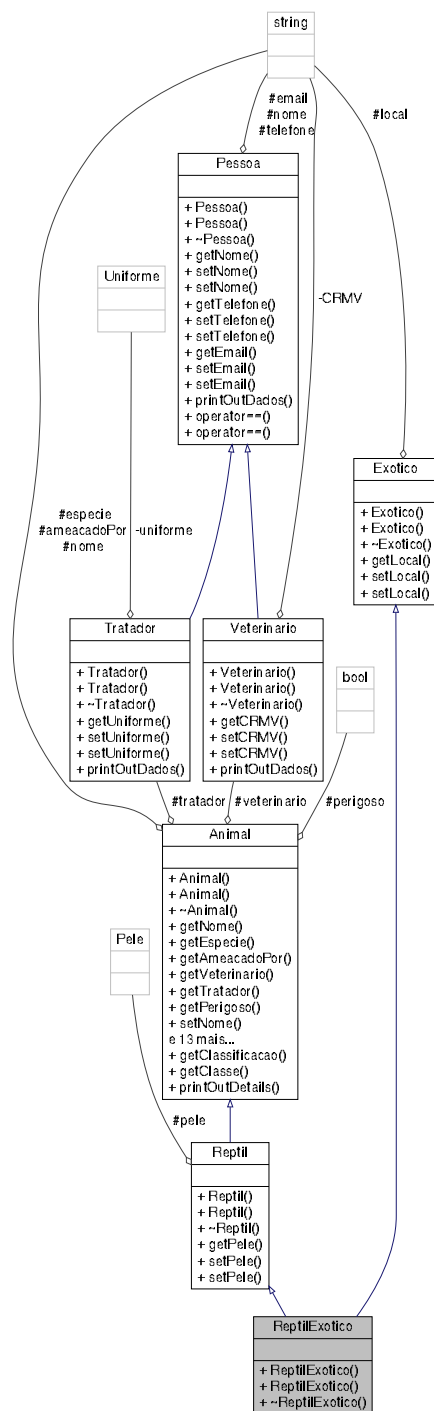 string
#email
#nome
#telefone
#local
Pessoa
+ Pessoa()
+ Pessoa()
+ ~Pessoa()
+ getNome()
+ setNome()
+ setNome()
+ getTelefone()
+ setTelefone()
+ setTelefone()
+ getEmail()
+ setEmail()
+ setEmail()
+ printOutDados()
+ operator==()
+ operator==()
Uniforme
-CRMV
Exotico
+ Exotico()
+ Exotico()
+ ~Exotico()
+ getLocal()
+ setLocal()
+ setLocal()
#especie
#ameacadoPor
#nome
-uniforme
Tratador
+ Tratador()
+ Tratador()
+ ~Tratador()
+ getUniforme()
+ setUniforme()
+ setUniforme()
+ printOutDados()
Veterinario
+ Veterinario()
+ Veterinario()
+ ~Veterinario()
+ getCRMV()
+ setCRMV()
+ setCRMV()
+ printOutDados()
bool
#tratador
#veterinario
#perigoso
Animal
+ Animal()
+ Animal()
+ ~Animal()
+ getNome()
+ getEspecie()
+ getAmeacadoPor()
+ getVeterinario()
+ getTratador()
+ getPerigoso()
+ setNome()
e 13 mais...
+ getClassificacao()
+ getClasse()
+ printOutDetails()
Pele
#pele
Reptil
+ Reptil()
+ Reptil()
+ ~Reptil()
+ getPele()
+ setPele()
+ setPele()
ReptilExotico
+ ReptilExotico()
+ ReptilExotico()
+ ~ReptilExotico()